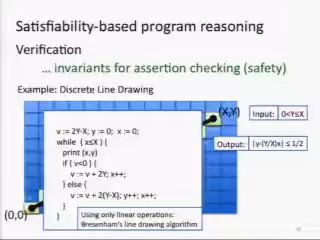 Satisfiability-based program reasoning
Verification
... invariants for assertion checking (safety)
Example: Discrete Line Drawing
(X,Y)
Input: 0<Y≤X
v := 2Y-X; y := 0; x := 0;
while ( x≤X ) {
print (x,y)
if ( v<0 ) {
v := v + 2Y; x++;
} else {
v := v + 2(Y-X); y++; x++;
}
}
Output: |y-(Y/X)x| ≤ 1/2
(0,0)
Using only linear operations:
Bresenham's line drawing algorithm